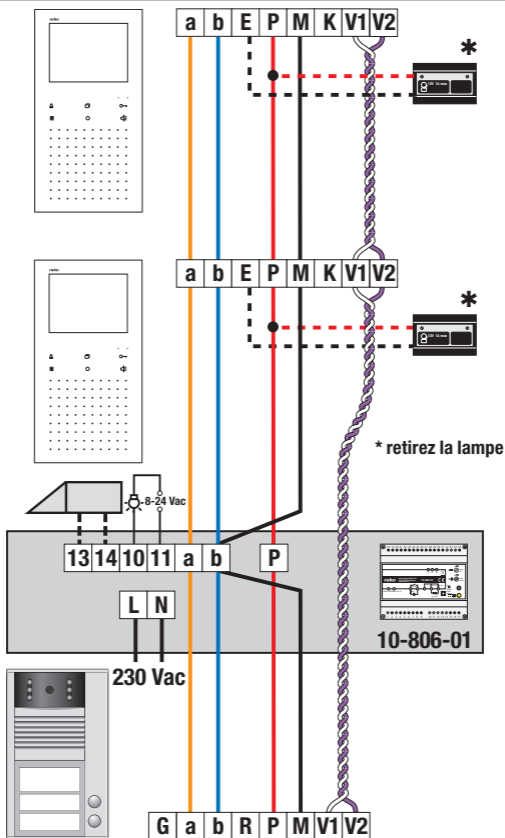 a b E P M K V1 V2
*
a b E P M K V1 V2
*
* retirez la lampe
8-24 Vac
13 14 10 11 a b P
L N
10-806-01
230 Vac
G a b R P M V1 V2